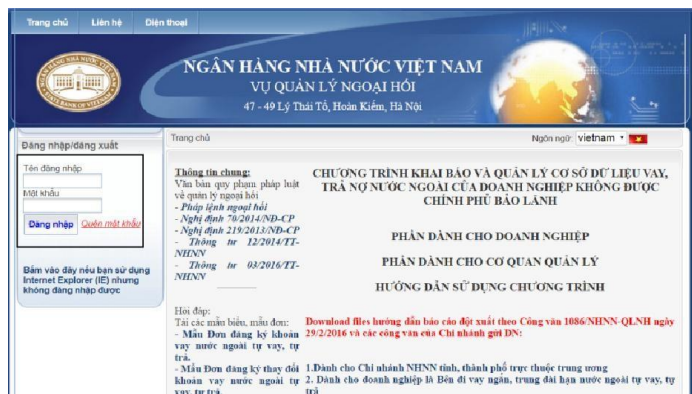 Trang chủ Liên hệ Điện thoại
NGÂN HÀNG NHÀ NƯỚC VIỆT NAM
VỤ QUẢN LÝ NGOẠI HỐI
47 - 49 Lý Thái Tổ, Hoàn Kiếm, Hà Nội
Đăng nhập/đăng xuất
Tên đăng nhập
Mật khẩu
Đăng nhập Quên mật khẩu
Bấm vào đây nếu bạn sử dụng
Internet Explorer (IE) nhưng
không đăng nhập được
Trang chủ
Ngôn ngữ: vietnam
Thông tin chung:
Văn bản quy phạm pháp luật
về quản lý ngoại hối
- Pháp lệnh ngoại hối
- Nghị định 70/2014/NĐ-CP
- Nghị định 219/2013/NĐ-CP
- Thông tư 12/2014/TT-
NHNN
- Thông tư 03/2016/TT-
NHNN
Hỏi đáp:
Tải các mẫu biểu, mẫu đơn:
- Mẫu Đơn đăng ký khoản
vay nước ngoài tự vay, tự
trả.
- Mẫu Đơn đăng ký thay đổi
khoản vay nước ngoài tự
vay, tự trả
CHƯƠNG TRÌNH KHAI BÁO VÀ QUẢN LÝ CƠ SỞ DỮ LIỆU VAY,
TRẢ NỢ NƯỚC NGOÀI CỦA DOANH NGHIỆP KHÔNG ĐƯỢC
CHÍNH PHỦ BẢO LÃNH
PHẦN DÀNH CHO DOANH NGHIỆP
PHẦN DÀNH CHO CƠ QUAN QUẢN LÝ
HƯỚNG DẪN SỬ DỤNG CHƯƠNG TRÌNH
Download files hướng dẫn báo cáo đột xuất theo Công văn 1086/NHNN-QLNH ngày
29/2/2016 và các công văn của Chi nhánh gửi DN:
1.Dành cho Chi nhánh NHNN tỉnh, thành phố trực thuộc trung ương
2. Dành cho doanh nghiệp là Bên đi vay ngắn, trung dài hạn nước ngoài tự vay, tự
trả